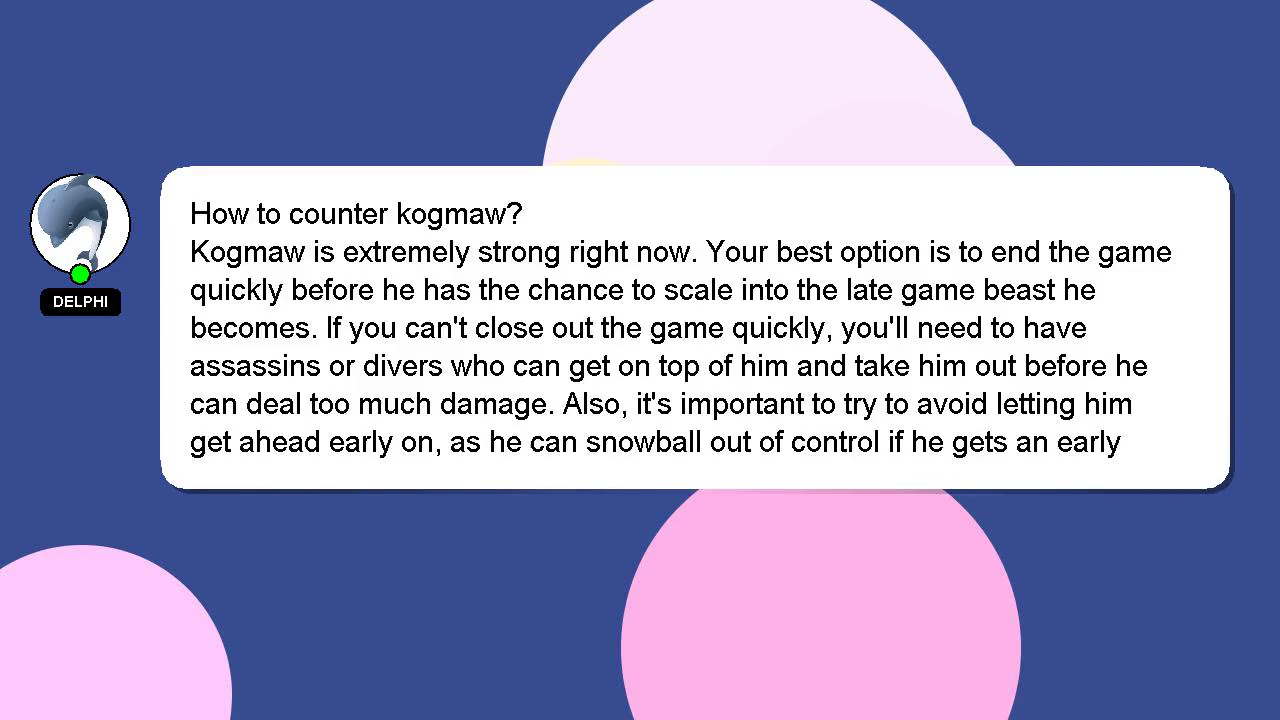 How to counter kogmaw?
Kogmaw is extremely strong right now. Your best option is to end the game
quickly before he has the chance to scale into the late game beast he
becomes. If you can't close out the game quickly, you'll need to have
assassins or divers who can get on top of him and take him out before he
can deal too much damage. Also, it's important to try to avoid letting him
get ahead early on, as he can snowball out of control if he gets an early
DELPHI